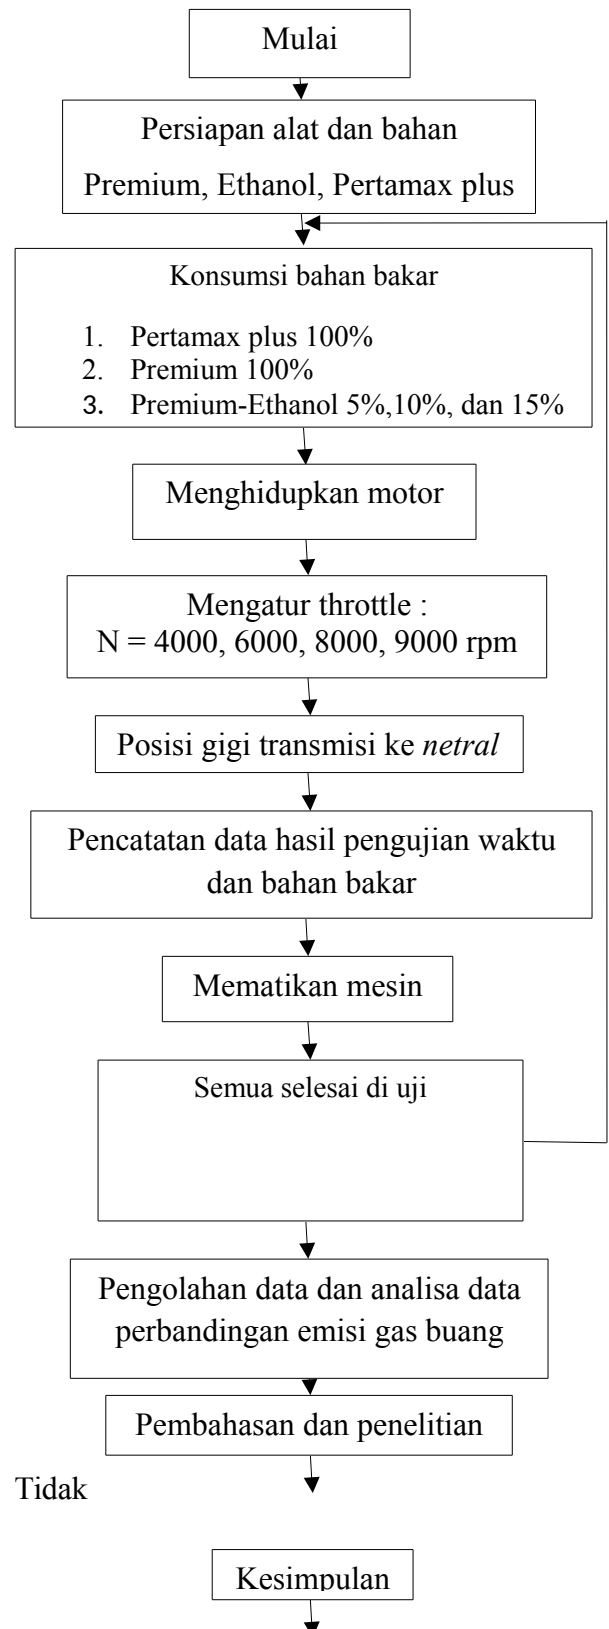 Mulai
Persiapan alat dan bahan
Premium, Ethanol, Pertamax plus
Konsumsi bahan bakar
1. Pertamax plus 100%
2. Premium 100%
3. Premium-Ethanol 5%,10%, dan 15%
Menghidupkan motor
Mengatur throttle :
N = 4000, 6000, 8000, 9000 rpm
Posisi gigi transmisi ke netral
Pencatatan data hasil pengujian waktu
dan bahan bakar
Mematikan mesin
Semua selesai di uji
Pengolahan data dan analisa data
perbandingan emisi gas buang
Pembahasan dan penelitian
Tidak
Kesimpulan